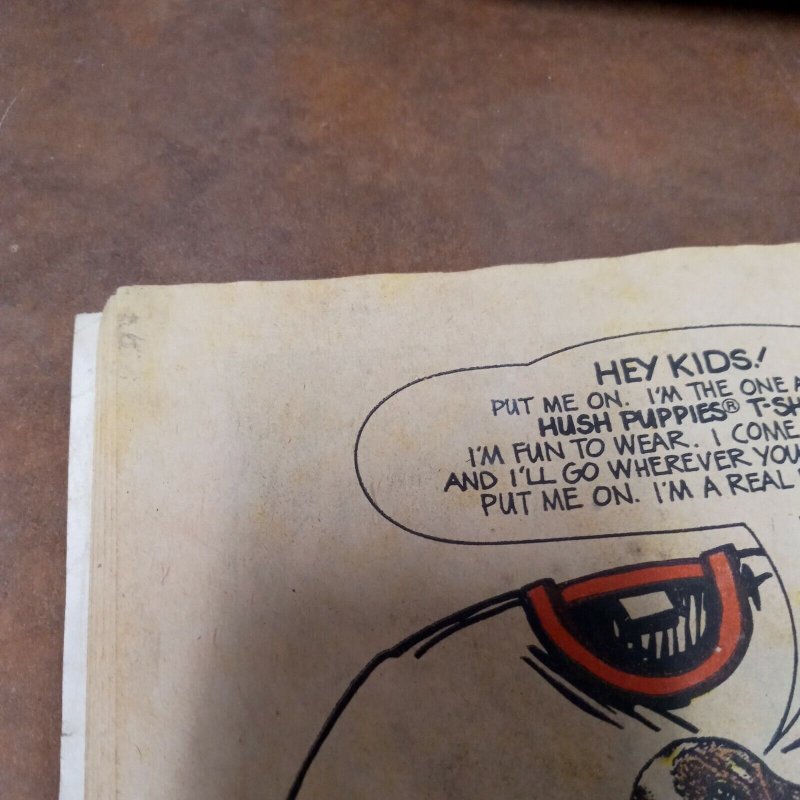 HEY KIDS!
PUT ME ON. I'M THE ONE A
HUSH PUPPIES® T-SH
I'M FUN TO WEAR. I COME
AND I'LL GO WHEREVER YOU
PUT ME ON. I'M A REAL